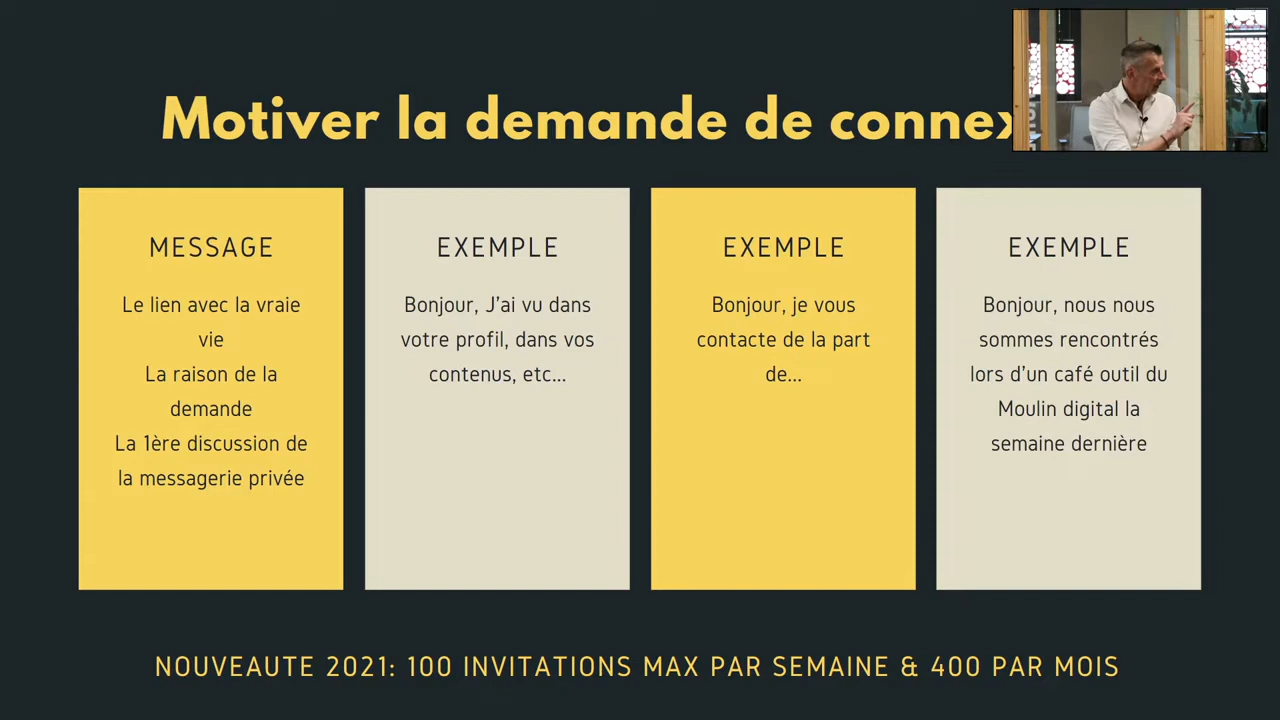 Motiver la demande de connex
MESSAGE
Le lien avec la vraie
vie
La raison de la
demande
La 1ère discussion de
la messagerie privée
EXEMPLE
Bonjour, J'ai vu dans
votre profil, dans vos
contenus, etc...
EXEMPLE
Bonjour, je vous
contacte de la part
de...
EXEMPLE
Bonjour, nous nous
sommes rencontrés
lors d'un café outil du
Moulin digital la
semaine dernière
NOUVEAUTE 2021: 100 INVITATIONS MAX PAR SEMAINE & 400 PAR MOIS